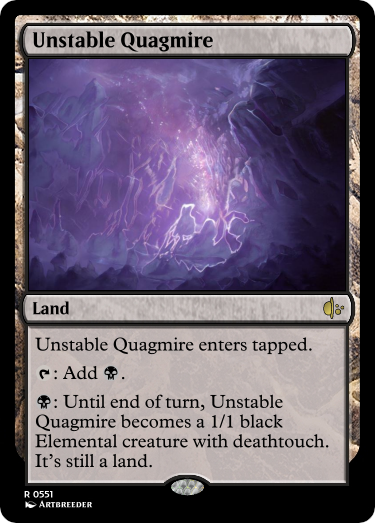 Unstable Quagmire
Land
Unstable Quagmire enters tapped.
: Add .
: Until end of turn, Unstable
Quagmire becomes a 1/1 black
Elemental creature with deathtouch.
It's still a land.
R 0551
ARTBREEDER